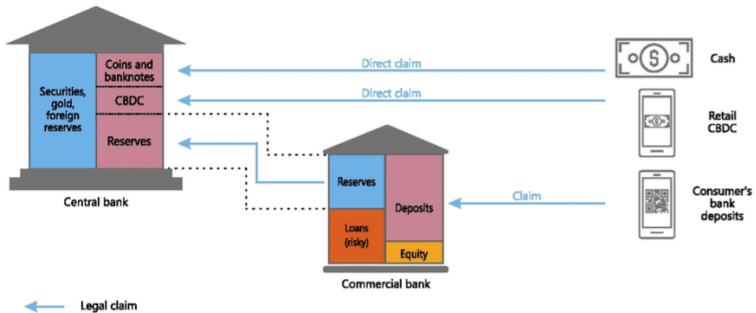 Securities,
gold,
foreign
reserves
Coins and
banknotes
CBDC
Reserves
Central bank
Direct claim
Direct claim
Claim
Cash
Retail
CBDC
Consumer's
bank
deposits
Reserves
Loans
(risky)
Deposits
Equity
Commercial bank
Legal claim